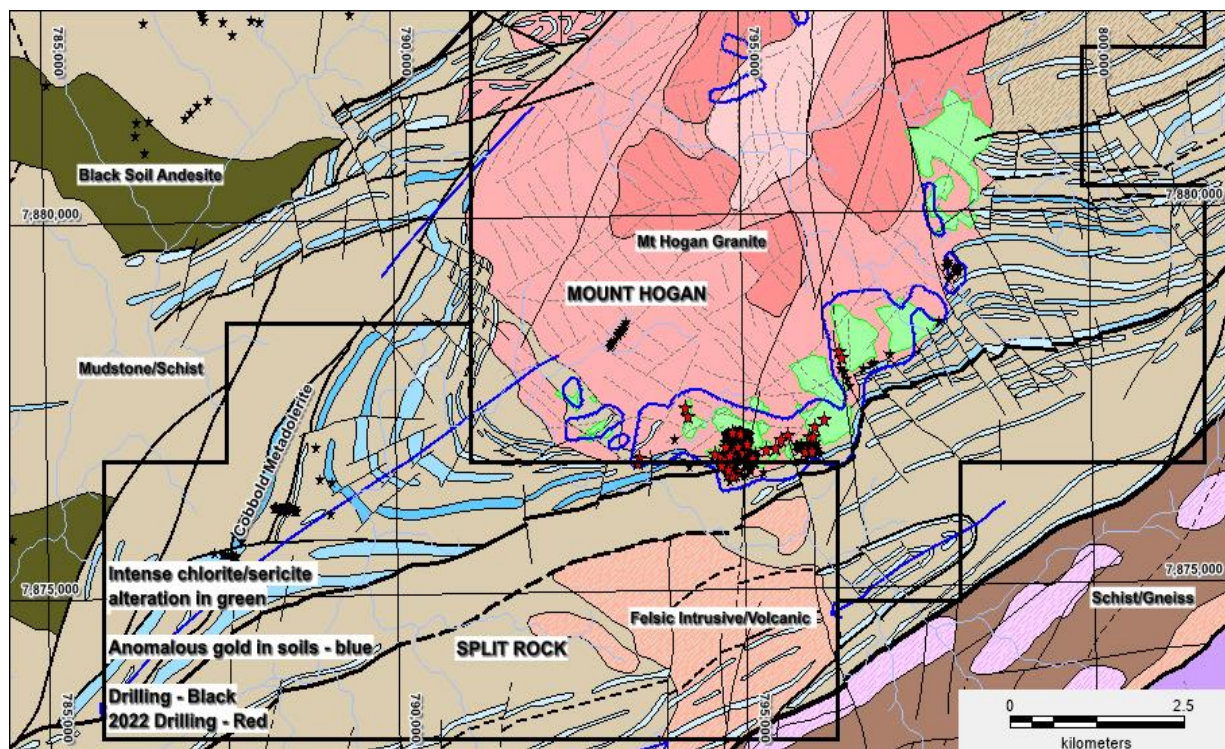 785,000
790,000
795,000
800,000
Black Soil Andesite
7,880,000
7,880,000
Mt Hogan Granite
MOUNT HOGAN
Mudstone/Schist
Cobbold Metadolerite
Intense chlorite/sericite
alteration in green
7,875,000
7,875,000
Felsic Intrusive/Volcanic
Schist/Gneiss
Anomalous gold in soils - blue
SPLIT ROCK
Drilling - Black
2022 Drilling - Red
785,000
790,000
795,000
0 2.5
kilometers